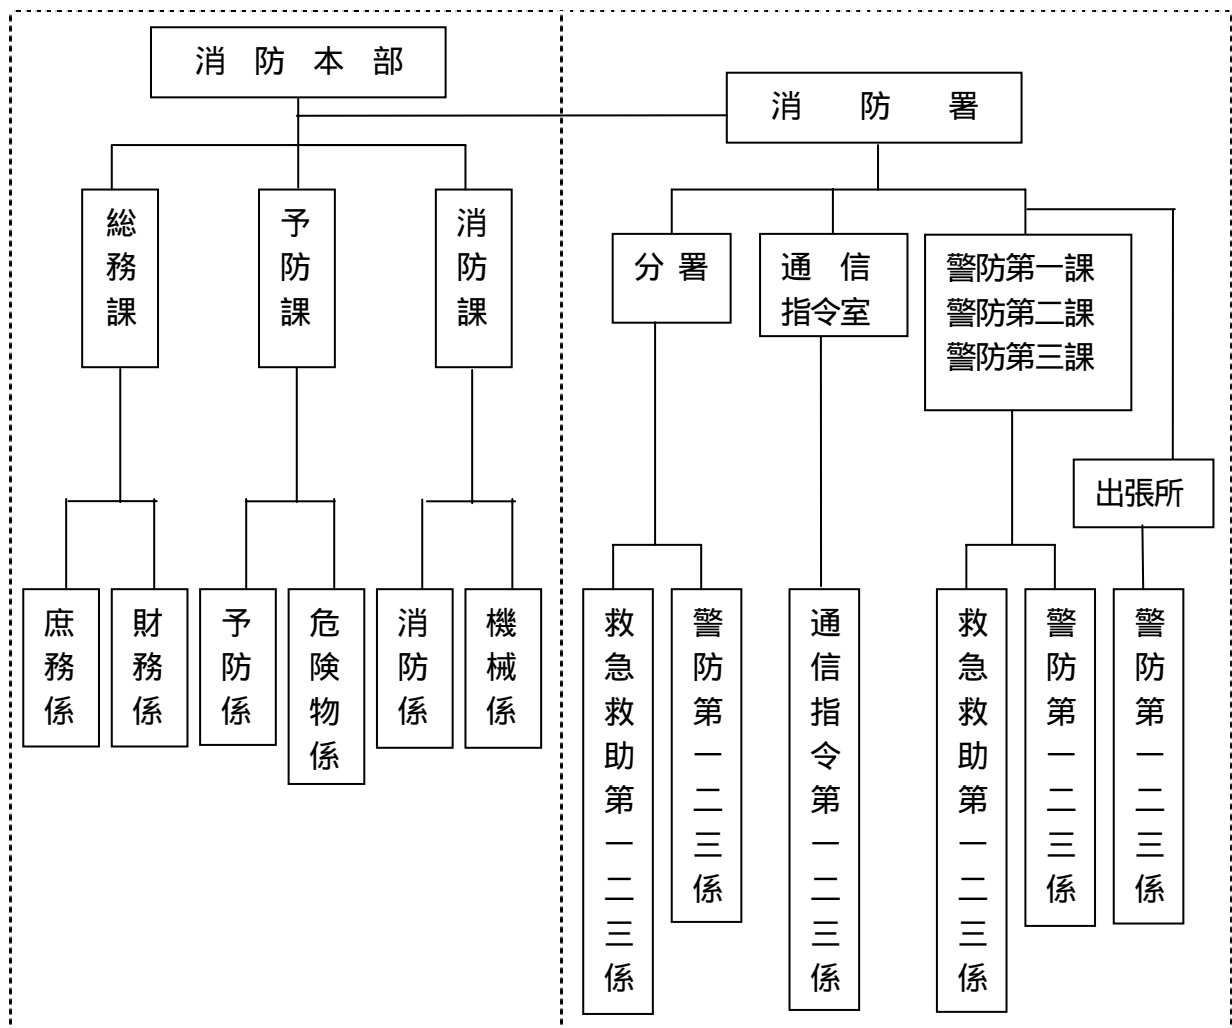 消防本部
消防署
総務課
予防課
消防課
分署
通信
指令室
警防第一課
警防第二課
警防第三課
出張所
庶務係
財務係
予防係
危険物係
消防係
機械係
救急救助第一二三係
警防第一二三係
通信指令第一二三係
救急救助第一二三係
警防第一二三係
警防第一二三係